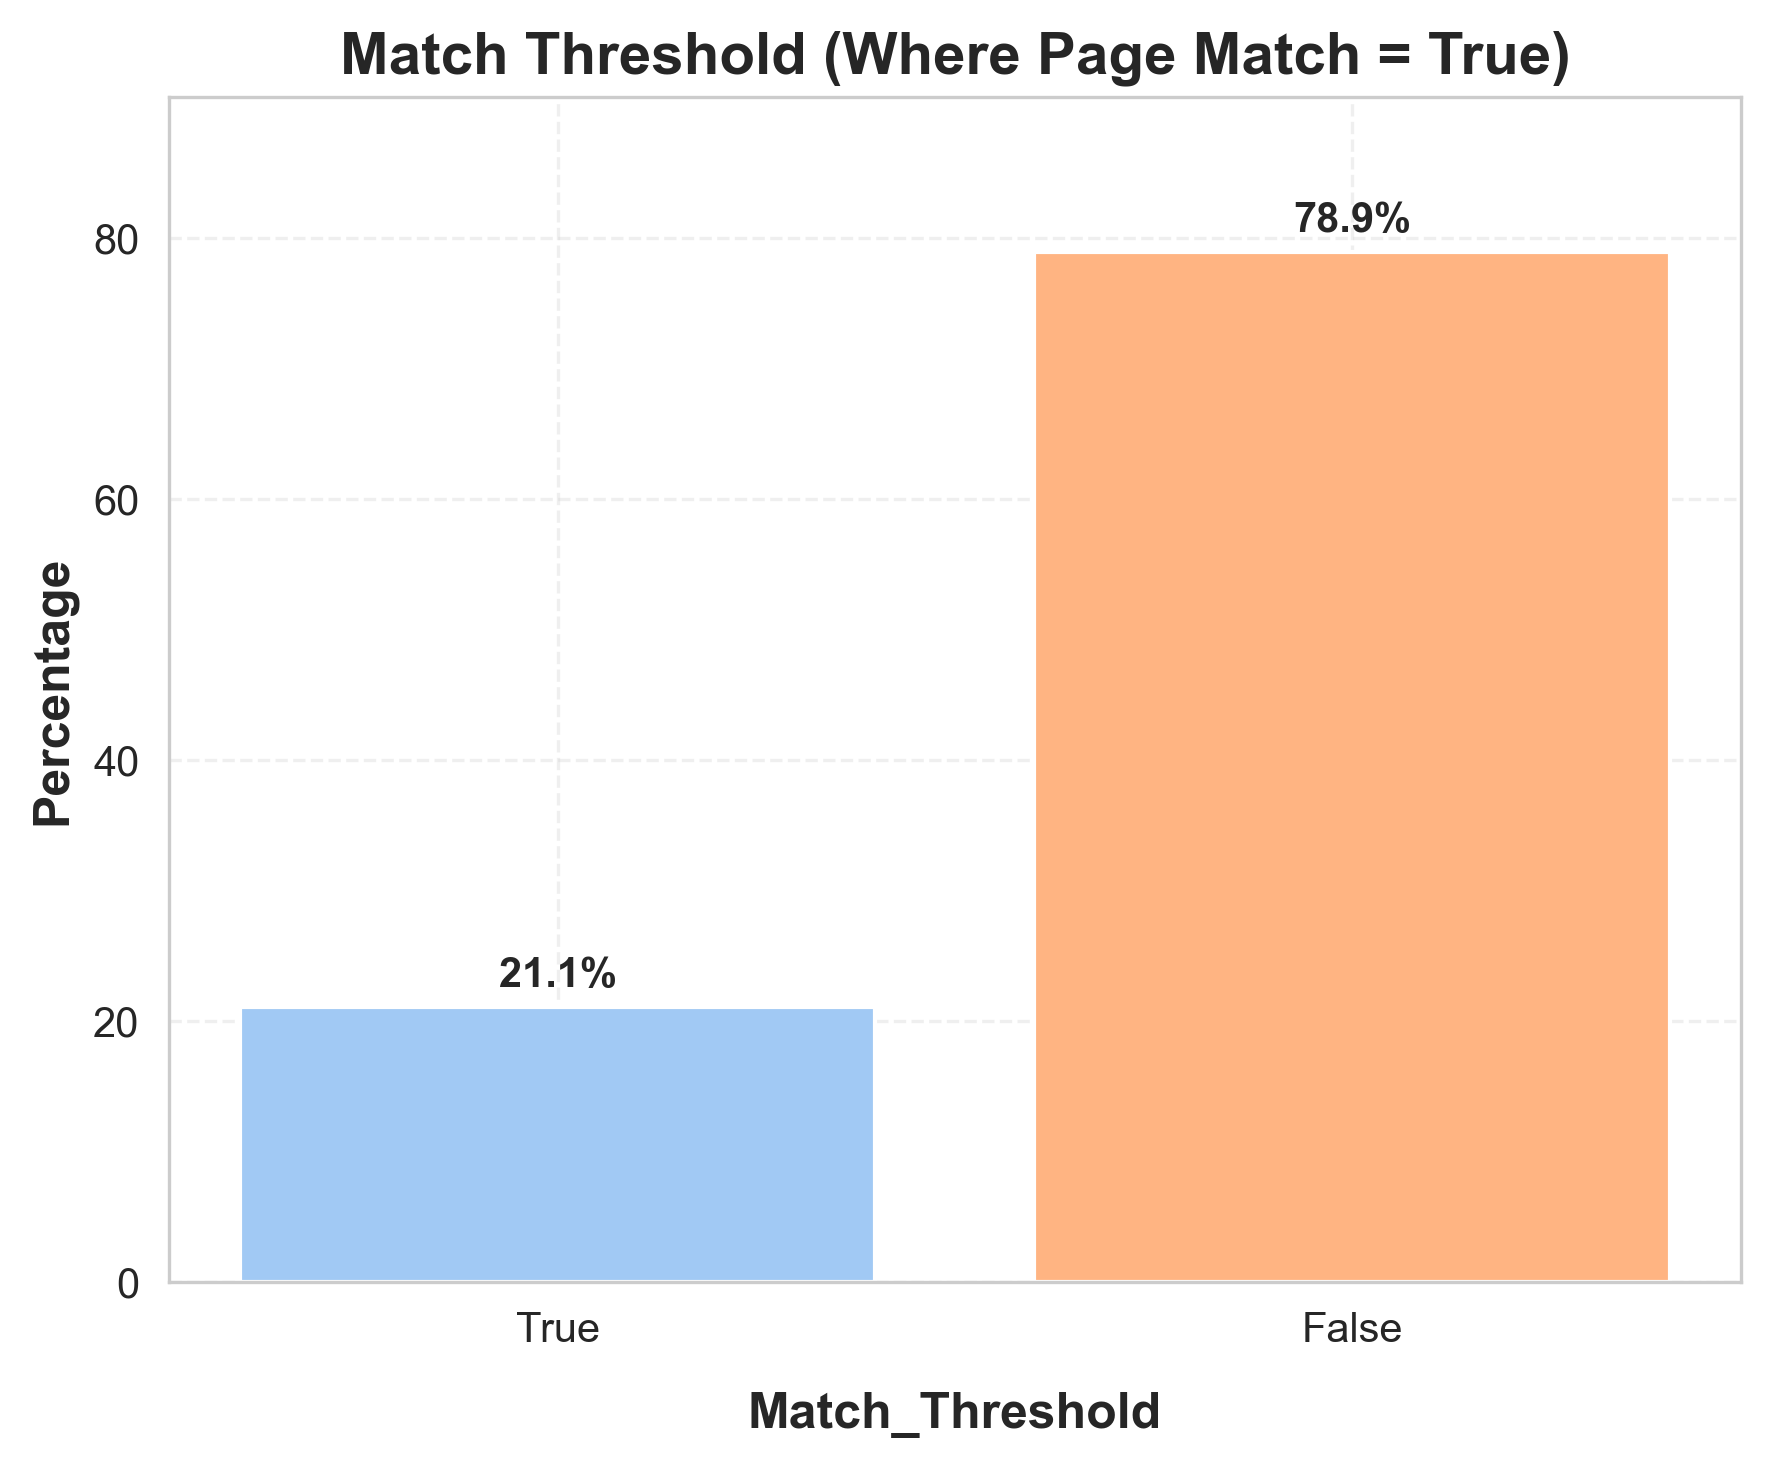 Match Threshold (Where Page Match = True)
Percentage
80
60
40
20
0
78.9%
21.1%
True
False
Match_Threshold